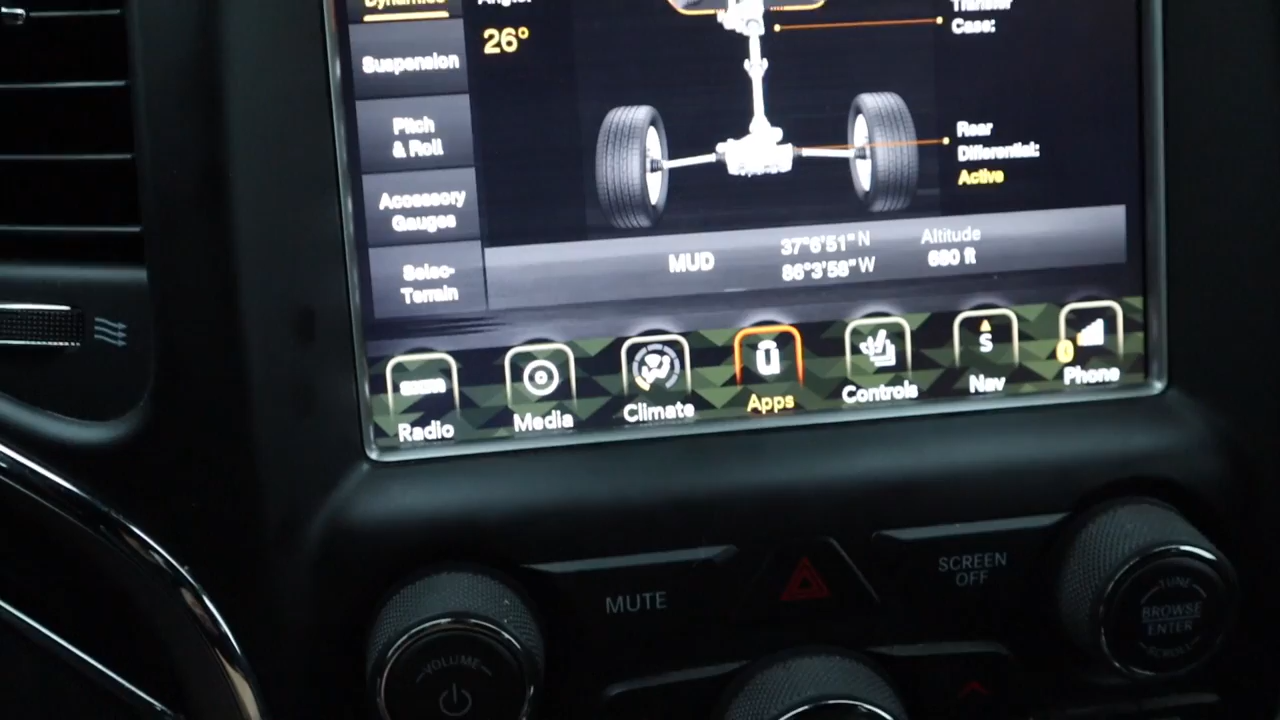 Dynamics
Angle:
26°
Transfer
Case:
Suspension
Pitch
& Roll
Rear
Differential:
Active
Accessory
Gauges
Selec-
Terrain
MUD
37°6'51" N
86°3'58" W
Altitude
680 ft
Radio
Media
Climate
Apps
Controls
S
Nav
0
Phone
MUTE
SCREEN
OFF
VOLUME
TUNE
BROWSE
ENTER
SCROLL